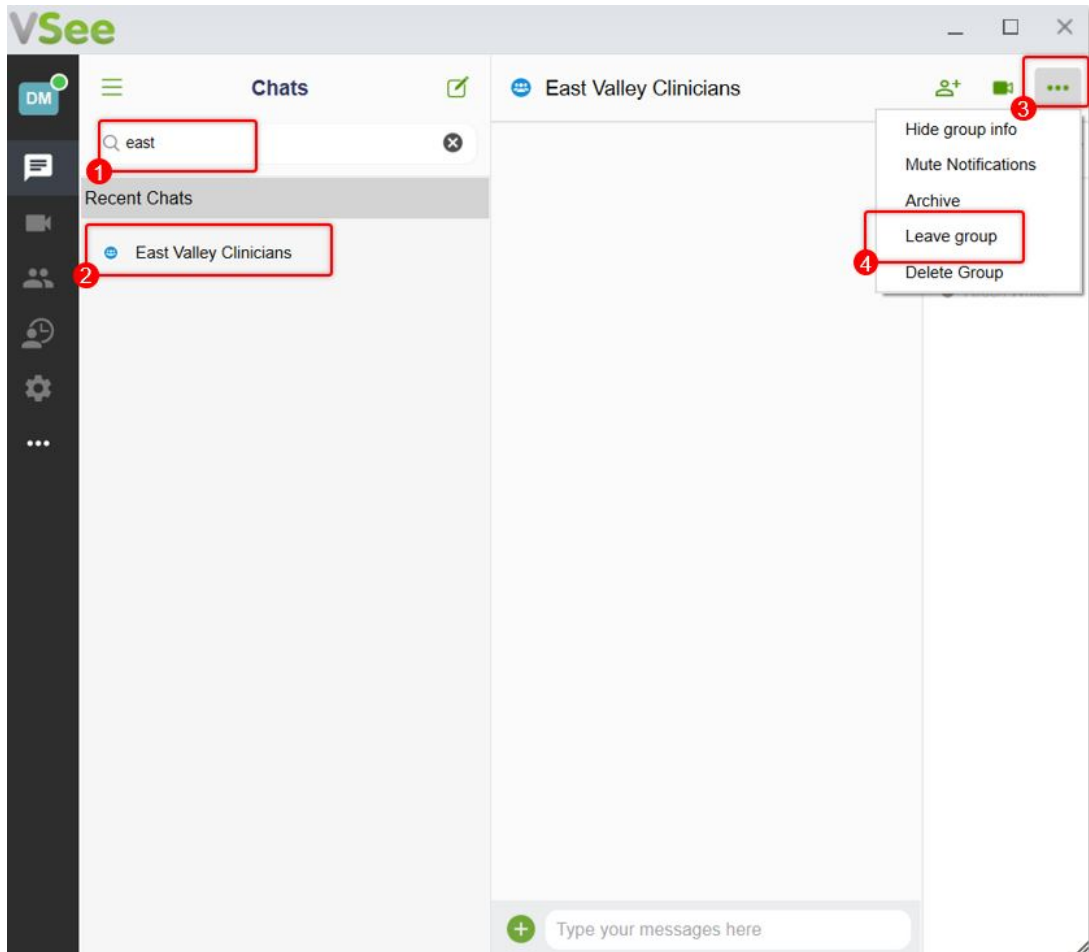 VSee
DM
Chats
East Valley Clinicians
3
east
1
Recent Chats
2
East Valley Clinicians
Hide group info
Mute Notifications
Archive
Leave group
4
Delete Group
Type your messages here